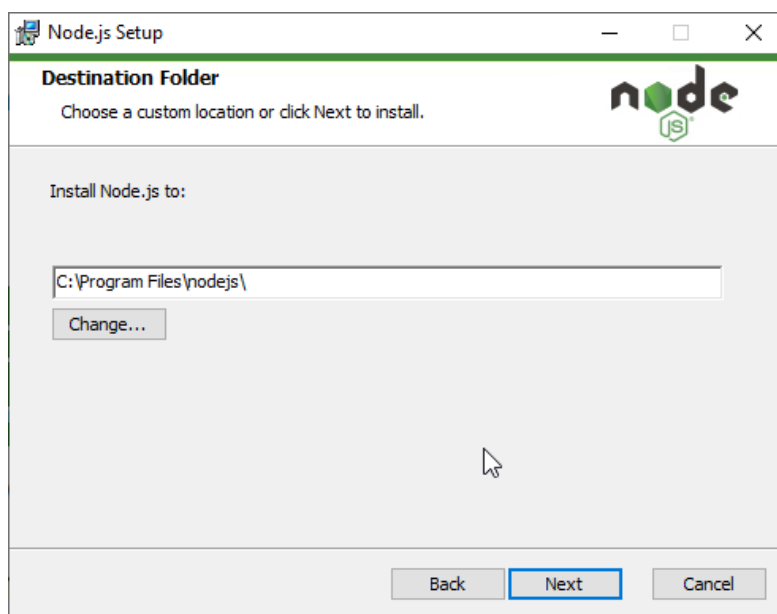 Node.js Setup
Destination Folder
Choose a custom location or click Next to install.
node
JS
Install Node.js to:
C:\Program Files\nodejs\
Change...
Back
Next
Cancel